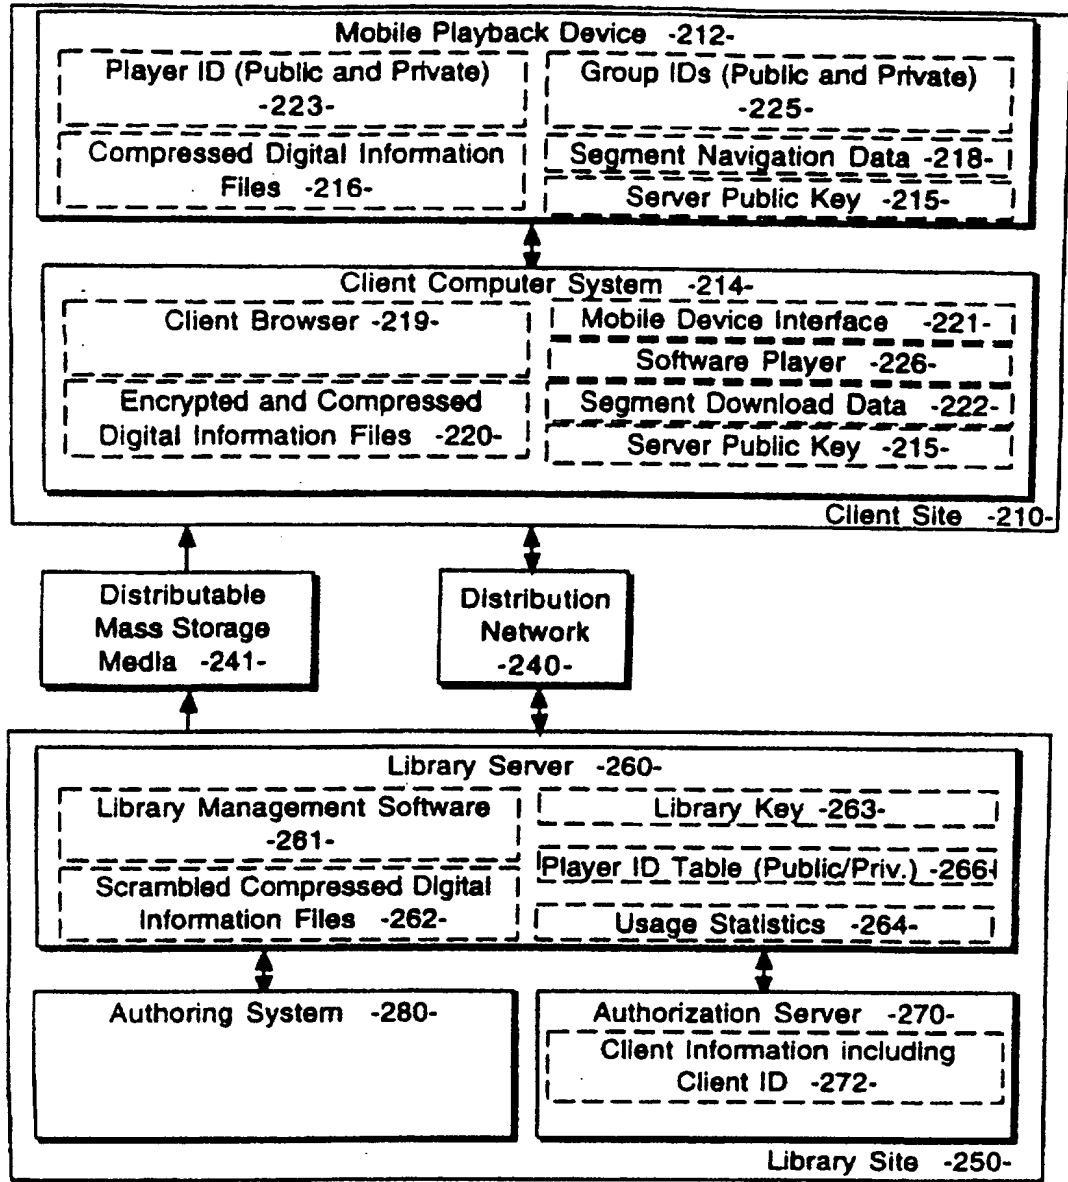 Mobile Playback Device -212-
Player ID (Public and Private)
-223-
Group IDs (Public and Private)
-225-
Compressed Digital Information
Files -216-
Segment Navigation Data -218-
Server Public Key -215-
Client Computer System -214-
Client Browser -219-
Mobile Device Interface -221-
Software Player -226-
Encrypted and Compressed
Digital Information Files -220-
Segment Download Data -222-
Server Public Key -215-
Client Site -210-
Distributable
Mass Storage
Media -241-
Distribution
Network
-240-
Library Server -260-
Library Management Software
-261-
Library Key -263-
Player ID Table (Public/Priv.) -266-
Scrambled Compressed Digital
Information Files -262-
Usage Statistics -264-
Authoring System -280-
Authorization Server -270-
Client Information including
Client ID -272-
Library Site -250-